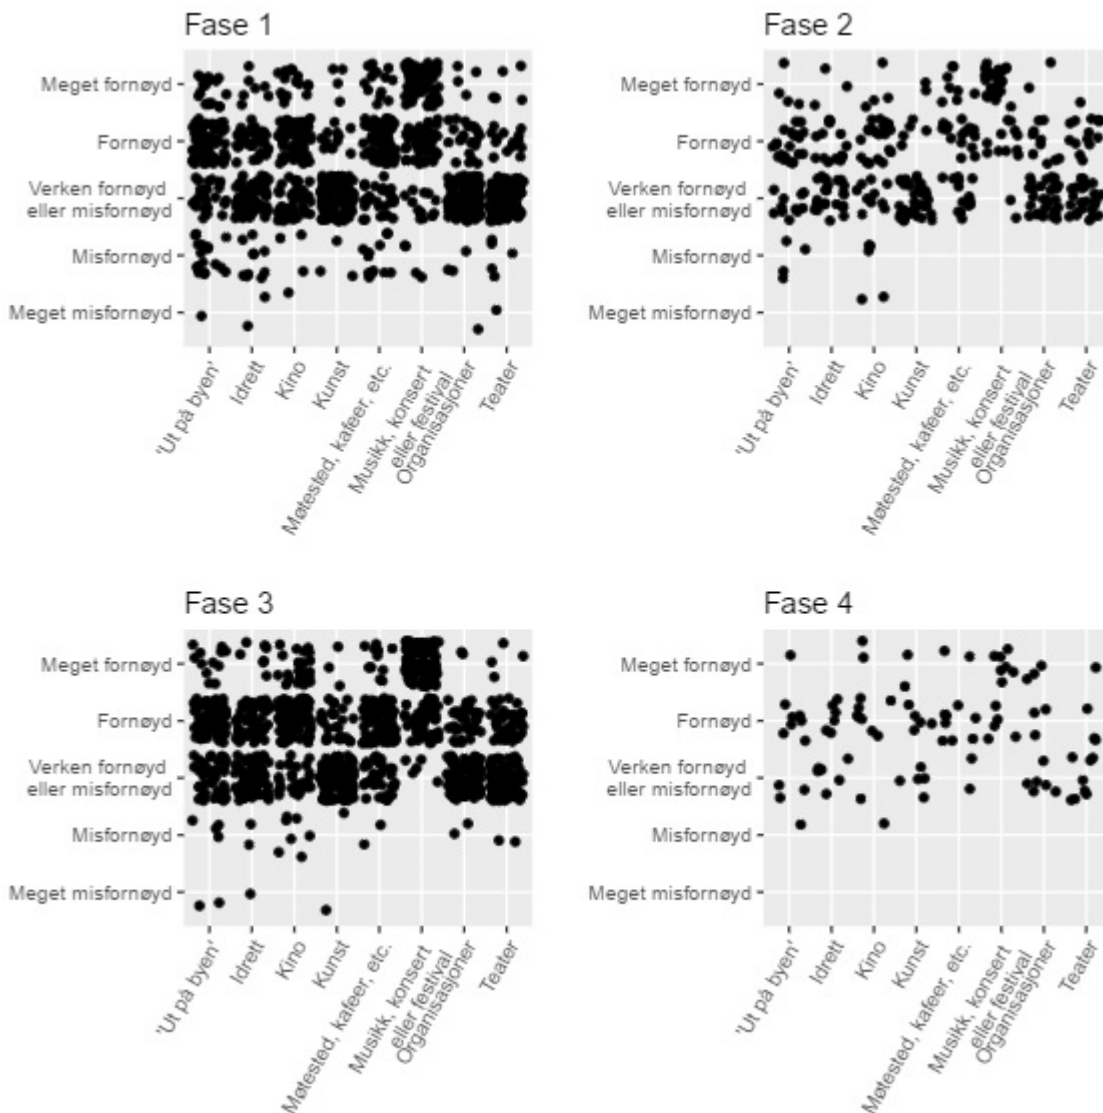 Fase 1
Meget fornøyd
Fornøyd
Verken fornøyd
eller misfornøyd
Misfornøyd
Meget misfornøyd
'Ut på byen'
Idrett
Kino
Kunst
Møtested, kafeer, etc.
Musikk, konsert
eller festival
Organisasjoner
Teater
Fase 2
Meget fornøyd
Fornøyd
Verken fornøyd
eller misfornøyd
Misfornøyd
Meget misfornøyd
'Ut på byen'
Idrett
Kino
Kunst
Møtested, kafeer, etc.
Musikk, konsert
eller festival
Organisasjoner
Teater
Fase 3
Meget fornøyd
Fornøyd
Verken fornøyd
eller misfornøyd
Misfornøyd
Meget misfornøyd
'Ut på byen'
Idrett
Kino
Kunst
Møtested, kafeer, etc.
Musikk, konsert
eller festival
Organisasjoner
Teater
Fase 4
Meget fornøyd
Fornøyd
Verken fornøyd
eller misfornøyd
Misfornøyd
Meget misfornøyd
'Ut på byen'
Idrett
Kino
Kunst
Møtested, kafeer, etc.
Musikk, konsert
eller festival
Organisasjoner
Teater